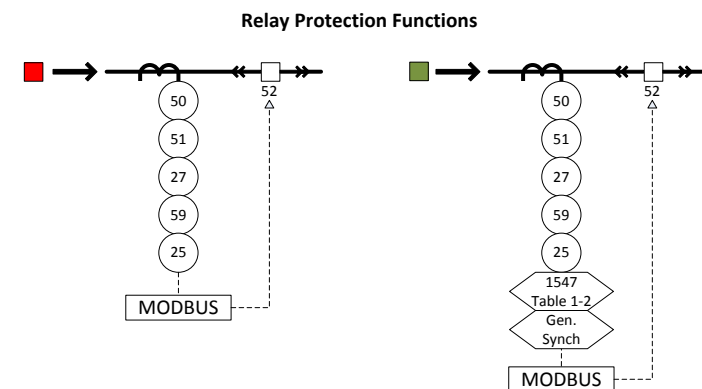 Relay Protection Functions
52
50
51
27
59
25
MODBUS
52
50
51
27
59
25
1547
Table 1-2
Gen.
Synch
MODBUS